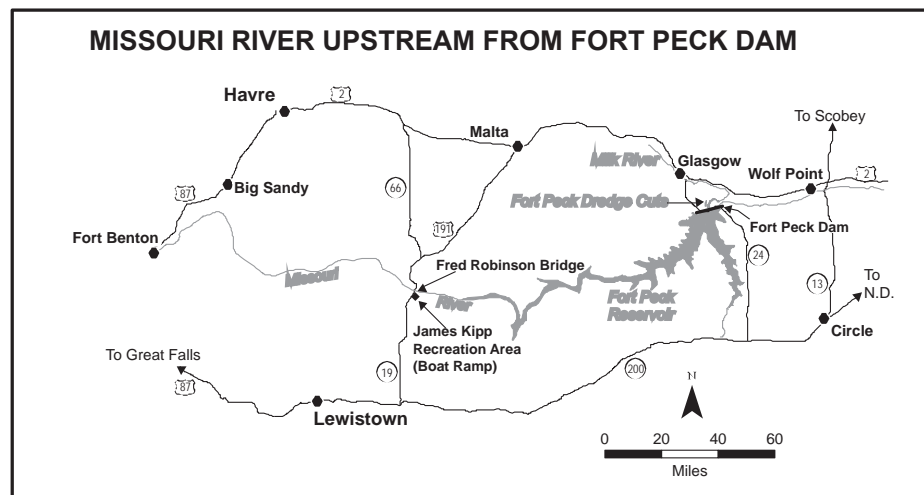 MISSOURI RIVER UPSTREAM FROM FORT PECK DAM
Havre
2
To Scobey
Malta
Milk River
Glasgow
Wolf Point
2
87
Big Sandy
66
Fort Peck Dredge Cuts
Fort Peck Dam
191
Fort Benton
24
Missouri
Fred Robinson Bridge
To
N.D.
13
River
Fort Peck
Reservoir
James Kipp
Recreation Area
(Boat Ramp)
Circle
To Great Falls
87
19
200
N
Lewistown
0 20 40 60
Miles